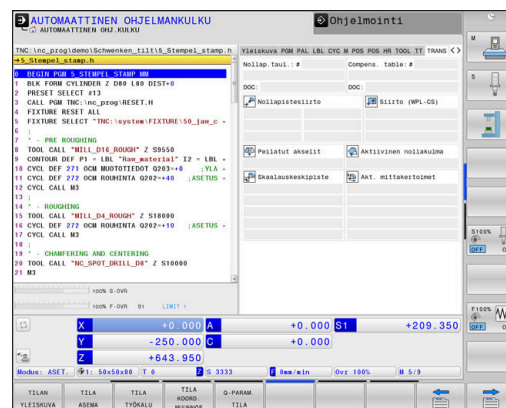 AUTOMAATTINEN OHJELMANKULKU
AUTOMAATTINEN OHJ.KULKU
Ohjelmointi
TNC:\nc_prog\demo\Schwenken_tilt\5_Stempel_stamp.h
→5_Stempel_stamp.h
0 BEGIN PGM 5_STEMPEL_STAMP MM
1 BLK FORM CYLINDER Z D80 L80 DIST+0
2 PRESET SELECT #13
3 CALL PGM TNC:\nc_prog\RESET.H
4 FIXTURE RESET ALL
5 FIXTURE SELECT "TNC:\system\FIXTURE\50_jaw_c
6 ;
7 * - PRE ROUGHING
8 TOOL CALL "MILL_D16_ROUGH" Z S9550
9 CONTOUR DEF P1 = LBL "Raw_material" I2 = LBL
10 CYCL DEF 271 OCM MUOTOTIEDOT Q203=+0 ;YLA
11 CYCL DEF 272 OCM ROUHINTA Q202=+40 ;ASETUS
12 CYCL CALL M3
13 ;
14 * - ROUGHING
15 TOOL CALL "MILL_D4_ROUGH" Z S18000
16 CYCL DEF 272 OCM ROUHINTA Q202=+10 ;ASETUS
17 CYCL CALL M3
18 ;
19 * - CHAMFERING AND CENTERING
20 TOOL CALL "NC_SPOT_DRILL_D8" Z S10000
21 M3
Yleiskuva PGM PAL LBL CYC M POS POS HR TOOL TT TRANS
Nollap.taul.: #
Compens. table: #
DOC:
DOC:
Nollapistesiirto
Siirto (WPL-CS)
Peilatut akselit
Aktiivinen nollakulma
Skaalauskeskipiste
Akt. mittakertoimet
100% S-OVR
100% F-OVR S1 LIMIT 1
X +0.000 A +0.000 S1 +209.350
Y -250.000 C +0.000
Z +643.950
Modus: ASET. 1: 50x50x80 T 0 Z S 3333 F 0mm/min Ovr 100% M 5/9
TILAN YLEISKUVA
TILA ASEMA
TILA TYÖKALU
TILA KOORD. MUUNNOS
Q-PARAM. TILA
M
S
S100%
OFF
F100%
OFF